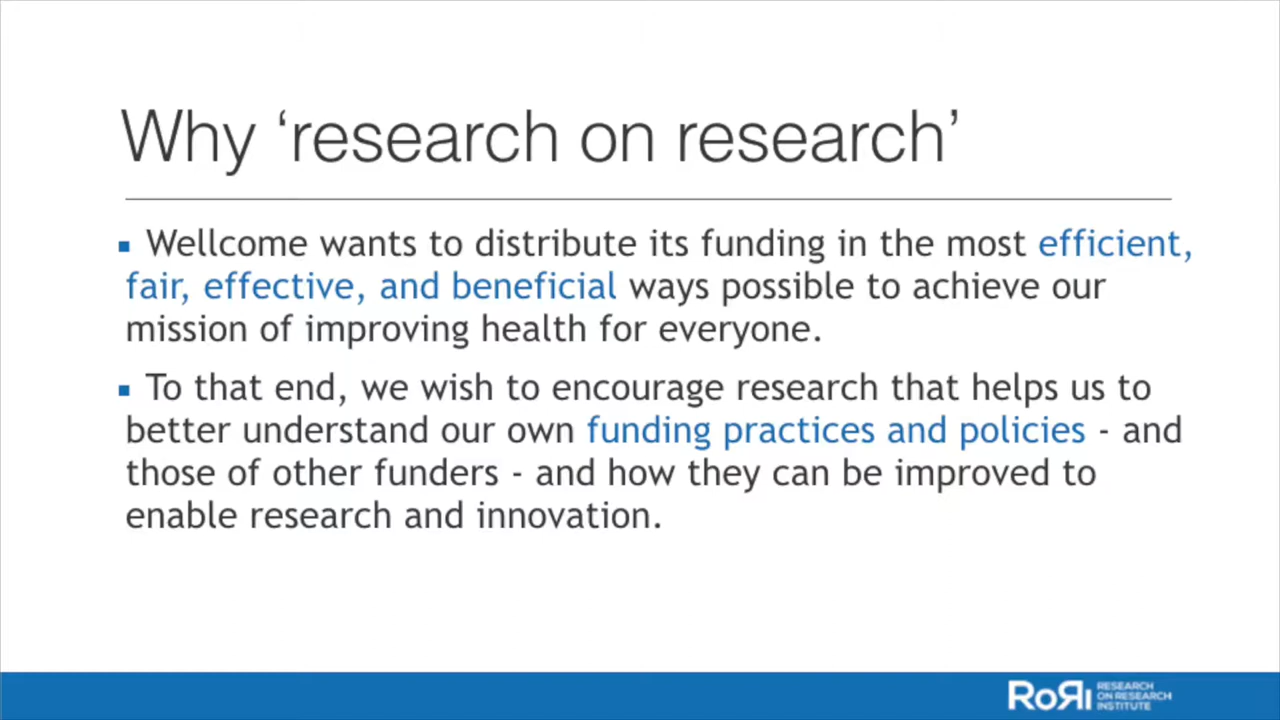 Why ‘research on research’
▪ Wellcome wants to distribute its funding in the most efficient,
fair, effective, and beneficial ways possible to achieve our
mission of improving health for everyone.
▪ To that end, we wish to encourage research that helps us to
better understand our own funding practices and policies - and
those of other funders - and how they can be improved to
enable research and innovation.
RoRI
RESEARCH
ON RESEARCH
INSTITUTE